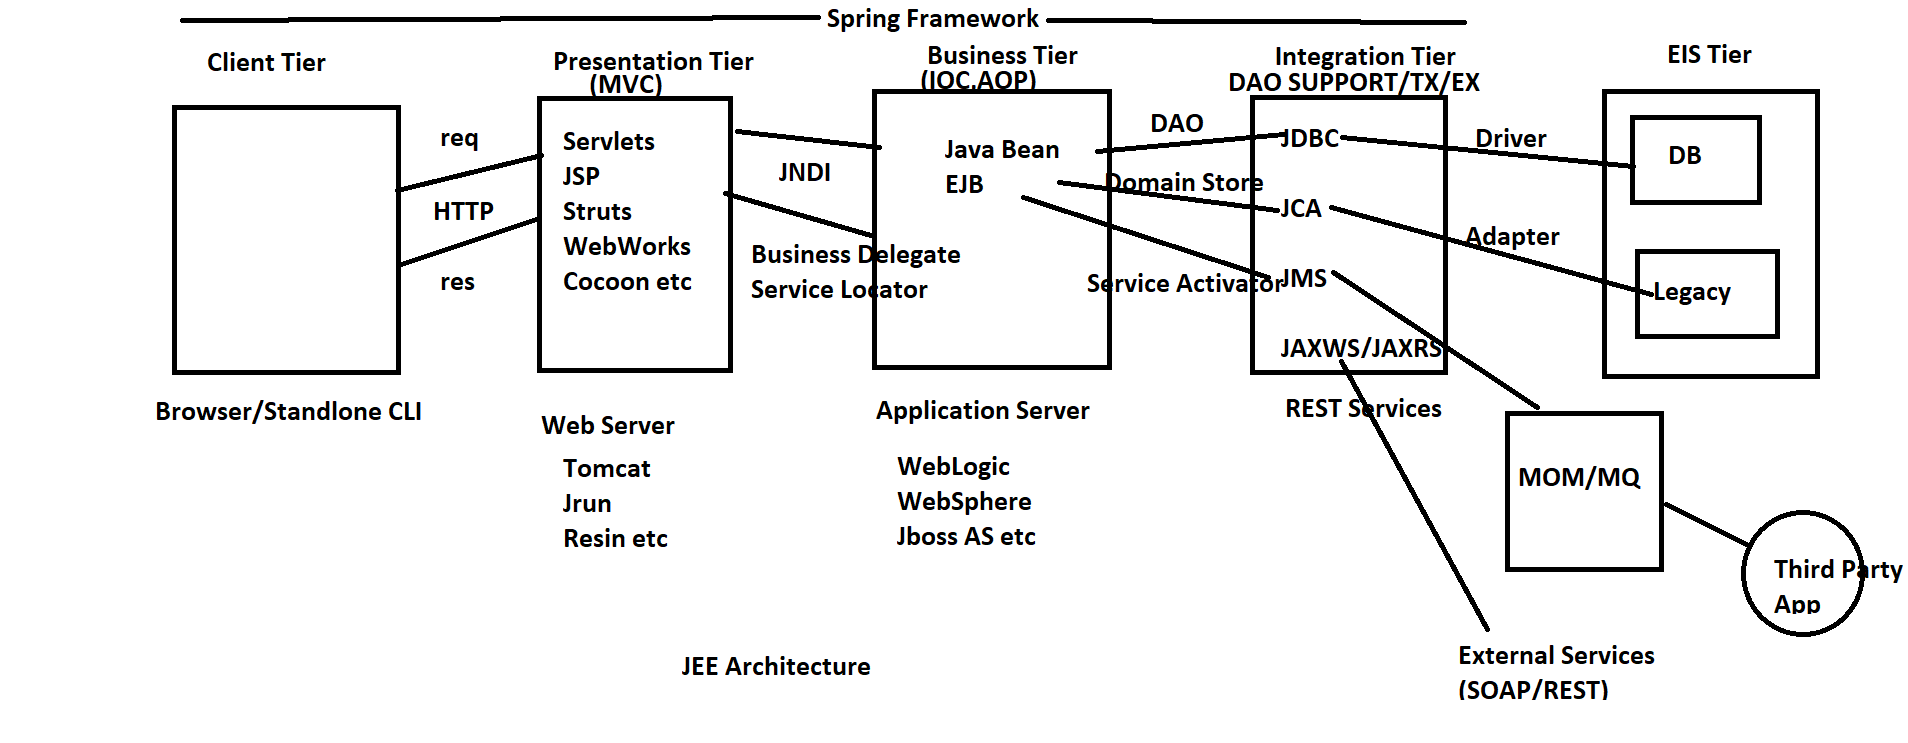 Spring Framework
Client Tier
Presentation Tier
(MVC)
Business Tier
(IOC.AOP)
Integration Tier
DAO SUPPORT/TX/EX
EIS Tier
req
HTTP
res
Servlets
JSP
Struts
WebWorks
Cocoon etc
JNDI
Business Delegate
Service Locator
Java Bean
EJB
DAO
Domain Store
Service Activator
JDBC
JCA
JMS
JAXWS/JAXRS
Driver
Adapter
DB
Legacy
Browser/Standlone CLI
Web Server
Tomcat
Jrun
Resin etc
Application Server
WebLogic
WebSphere
Jboss AS etc
REST Services
MOM/MQ
Third Party
App
External Services
(SOAP/REST)
JEE Architecture